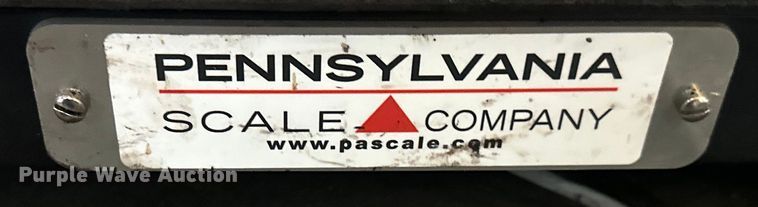 PENNSYLVANIA
SCALE COMPANY
www.pascale.com
Purple Wave Auction